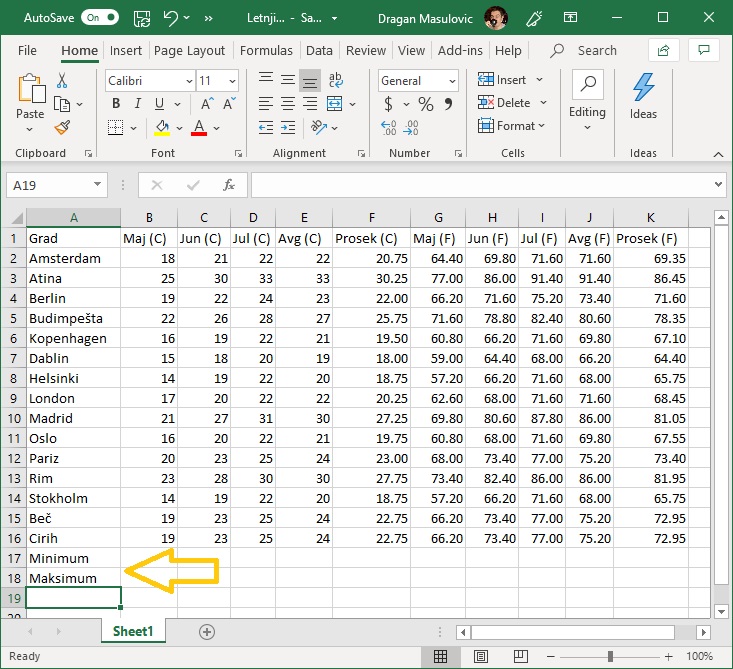 AutoSave On Letnji... - Sa... Dragan Masulovic
File Home Insert Page Layout Formulas Data Review View Add-ins Help Search
Calibri 11 ab General Insert
Paste B I U A A $ % Delete Editing Ideas
A Format
Clipboard Font Alignment Number Cells Ideas
A19 fx
A B C D E F G H I J K
1 Grad Maj (C) Jun (C) Jul (C) Avg (C) Prosek (C) Maj (F) Jun (F) Jul (F) Avg (F) Prosek (F)
2 Amsterdam 18 21 22 22 20.75 64.40 69.80 71.60 71.60 69.35
3 Atina 25 30 33 33 30.25 77.00 86.00 91.40 91.40 86.45
4 Berlin 19 22 24 23 22.00 66.20 71.60 75.20 73.40 71.60
5 Budimpešta 22 26 28 27 25.75 71.60 78.80 82.40 80.60 78.35
6 Kopenhagen 16 19 22 21 19.50 60.80 66.20 71.60 69.80 67.10
7 Dablin 15 18 20 19 18.00 59.00 64.40 68.00 66.20 64.40
8 Helsinki 14 19 22 20 18.75 57.20 66.20 71.60 68.00 65.75
9 London 17 20 22 22 20.25 62.60 68.00 71.60 71.60 68.45
10 Madrid 21 27 31 30 27.25 69.80 80.60 87.80 86.00 81.05
11 Oslo 16 20 22 21 19.75 60.80 68.00 71.60 69.80 67.55
12 Pariz 20 23 25 24 23.00 68.00 73.40 77.00 75.20 73.40
13 Rim 23 28 30 30 27.75 73.40 82.40 86.00 86.00 81.95
14 Stokholm 14 19 22 20 18.75 57.20 66.20 71.60 68.00 65.75
15 Beč 19 23 25 24 22.75 66.20 73.40 77.00 75.20 72.95
16 Cirih 19 23 25 24 22.75 66.20 73.40 77.00 75.20 72.95
17 Minimum
18 Maksimum
19
20
Sheet1
Ready 100%